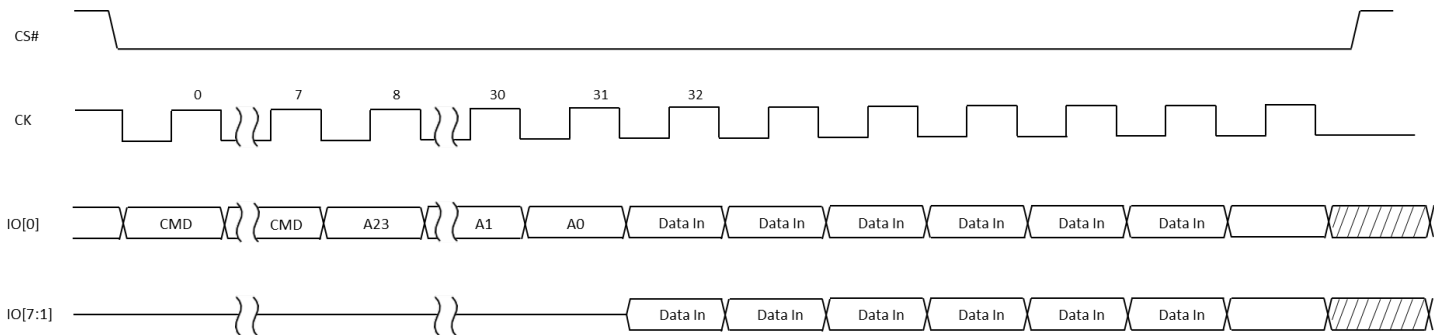 CS#
0 7 8 30 31 32
CK
IO[0] CMD CMD A23 A1 A0 Data In Data In Data In Data In Data In Data In
IO[7:1] Data In Data In Data In Data In Data In Data In